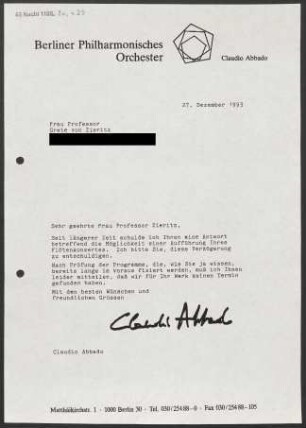 Berliner Philharmonisches
Orchester
Claudio Abbado
27. Dezember 1993
Frau Professor
Grete von Zieritz
Sehr geehrte Frau Professor Zieritz,
Seit längerer Zeit schulde ich Ihnen eine Antwort
betreffend die Möglichkeit einer Aufführung Ihres
Flötenkonzertes. Ich bitte Sie, diese Verzögerung
zu entschuldigen.
Nach Prüfung der Programme, die, wie Sie ja wissen,
bereits lange im Voraus fixiert werden, muß ich Ihnen
leider mitteilen, daß wir für Ihr Werk keinen Termin
gefunden haben.
Mit den besten Wünschen und
freundlichen Grüssen
Claudio Abbado
Claudio Abbado
Matthäikirchstr. 1 · 1000 Berlin 30 · Tel. 030/254 88-0 · Fax 030/254 88-105